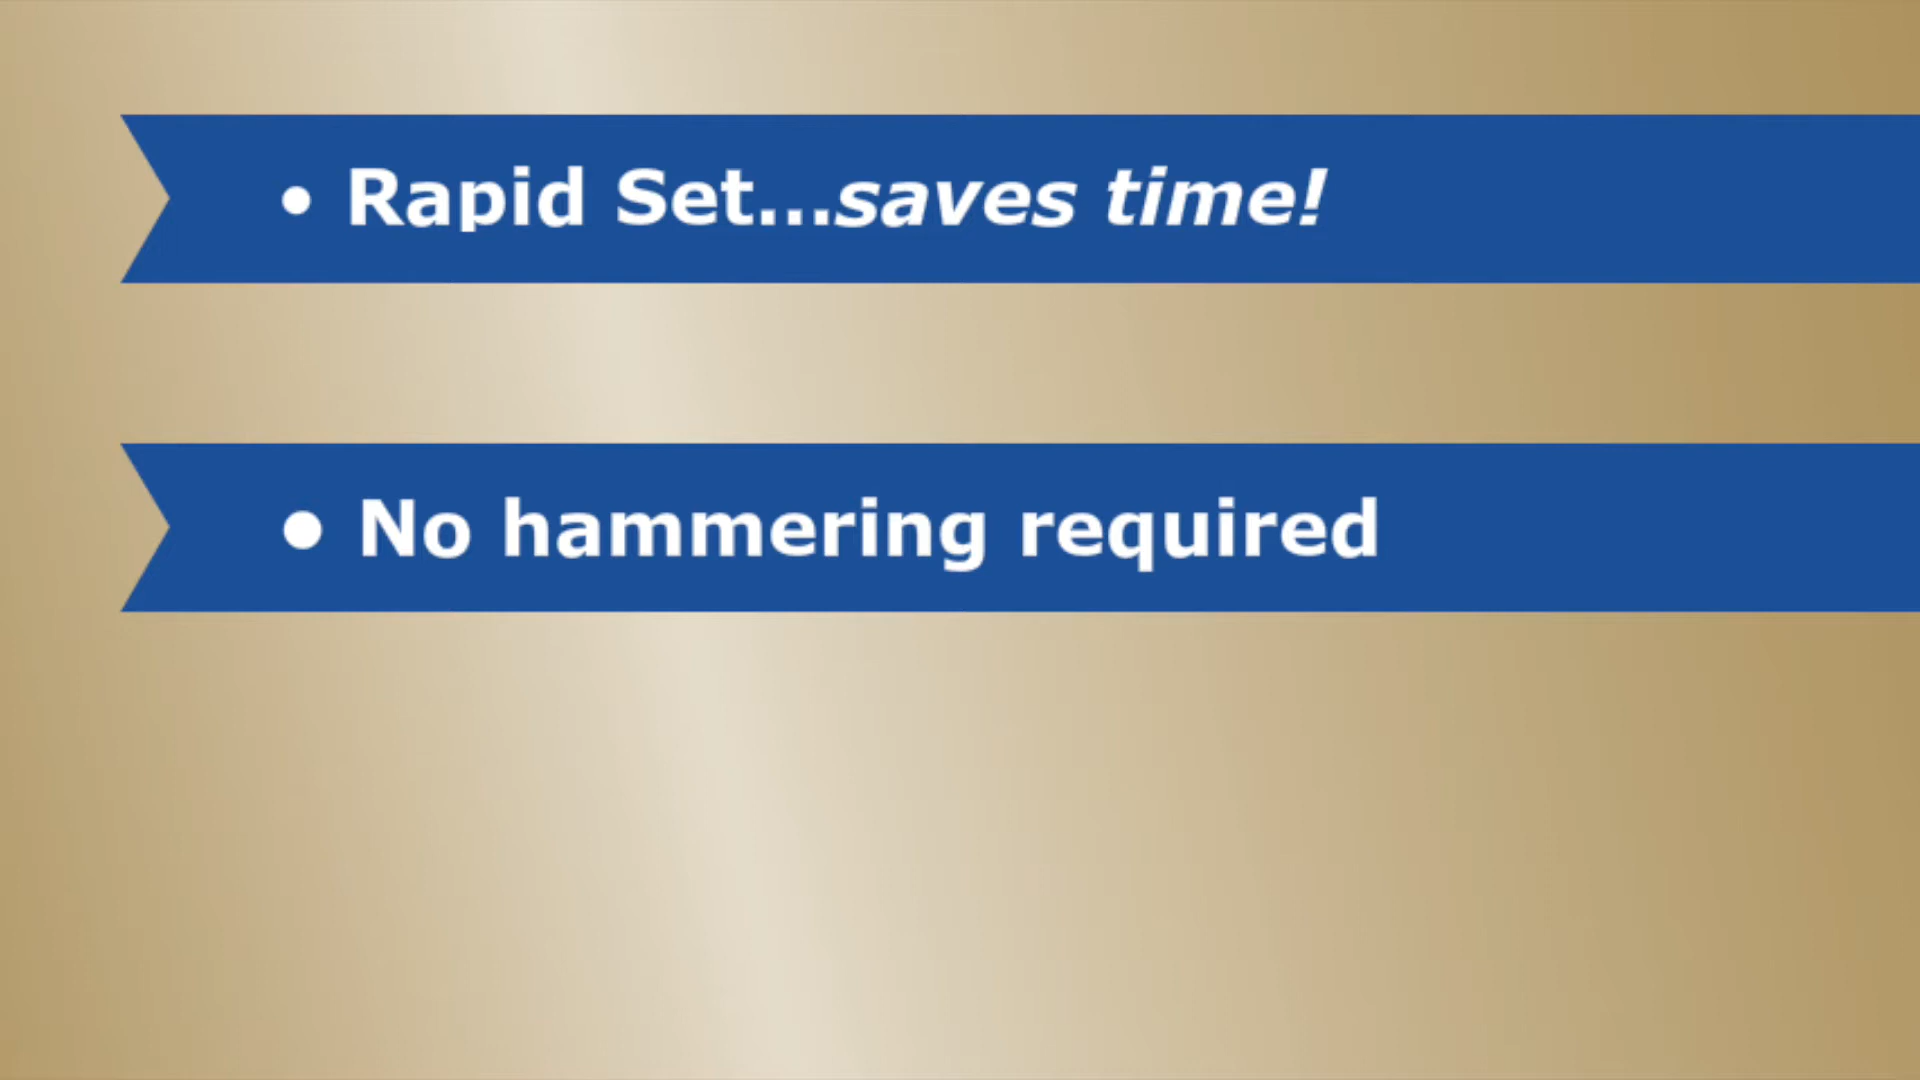 • Rapid Set...saves time!
• No hammering required